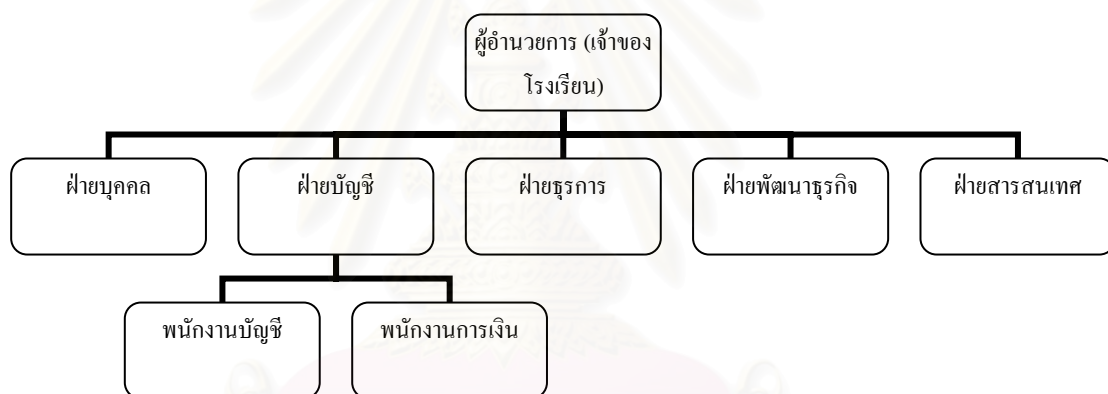 ผู้อำนวยการ (เจ้าของ
โรงเรียน)
ฝ่ายบุคคล
ฝ่ายบัญชี
ฝ่ายธุรการ
ฝ่ายพัฒนาธุรกิจ
ฝ่ายสารสนเทศ
พนักงานบัญชี
พนักงานการเงิน